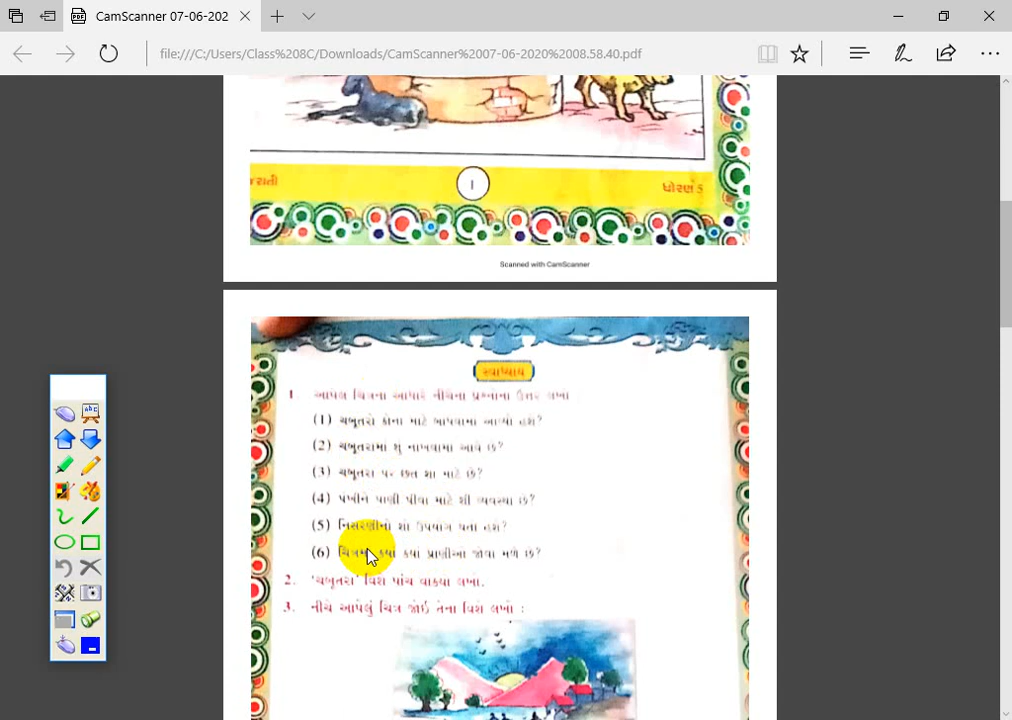 CamScanner 07-06-202
file:///C:/Users/Class%208C/Downloads/CamScanner%2007-06-2020%2008.58.40.pdf
1
ધોરણ 5
Scanned with CamScanner
સ્વાધ્યાય
1. આપેલ ચિત્રના આધારે નીચેના પ્રશ્નોના ઉત્તર લખો
(1) ચબૂતરો કોના માટે બાંધવામાં આવ્યો હશે?
(2) ચબૂતરામાં શું નાખવામાં આવે છે?
(3) ચબૂતરા પર છત શા માટે છે?
(4) પંખીને પાણી પીવા માટે શી વ્યવસ્થા છે?
(5) નિસરણીનો શો ઉપયોગ થતો હશે?
(6) ચિત્રમાં કયા કયા પ્રાણીઓ જોવા મળે છે?
2. 'ચબૂતરા' વિશે પાંચ વાક્યો લખો.
3. નીચે આપેલું ચિત્ર જોઈ તેના વિશે લખો :
abc